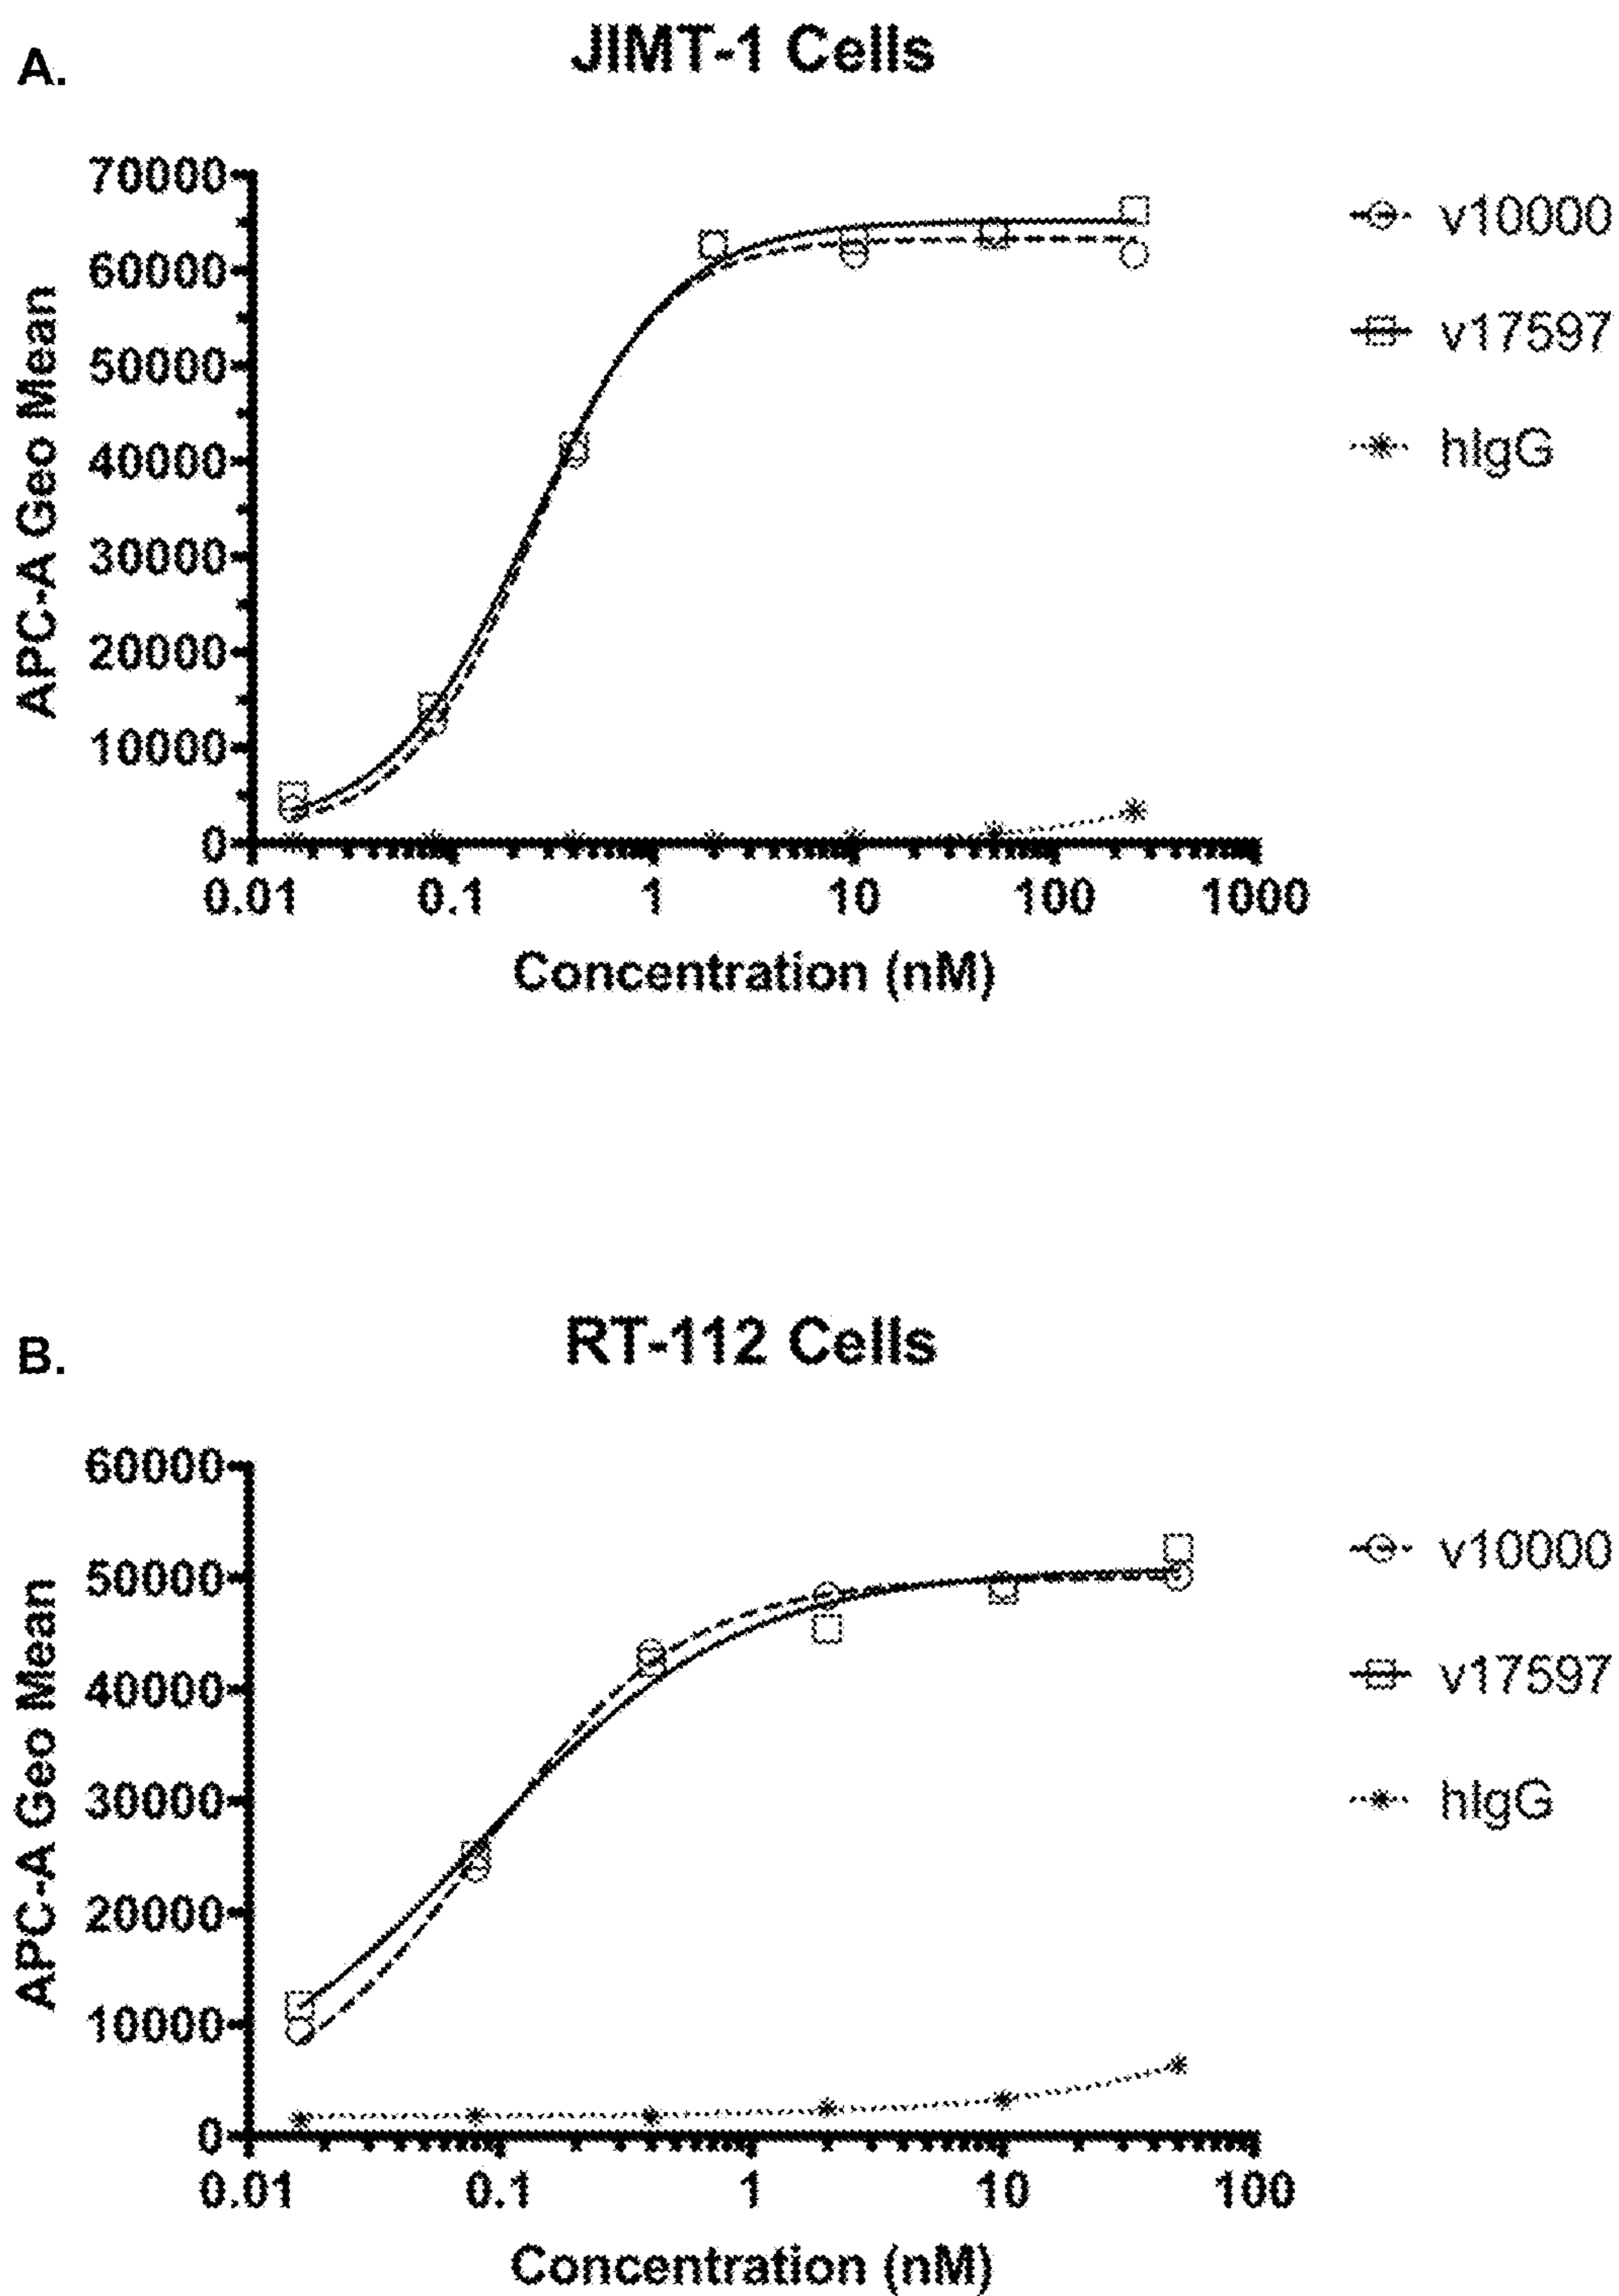 A.
JIMT-1 Cells
70000
60000
50000
40000
30000
20000
10000
0
APC-A Geo Mean
0.01 0.1 1 10 100 1000
Concentration (nM)
v10000
v17597
hIgG
B.
RT-112 Cells
60000
50000
40000
30000
20000
10000
0
APC-A Geo Mean
0.01 0.1 1 10 100
Concentration (nM)
v10000
v17597
hIgG